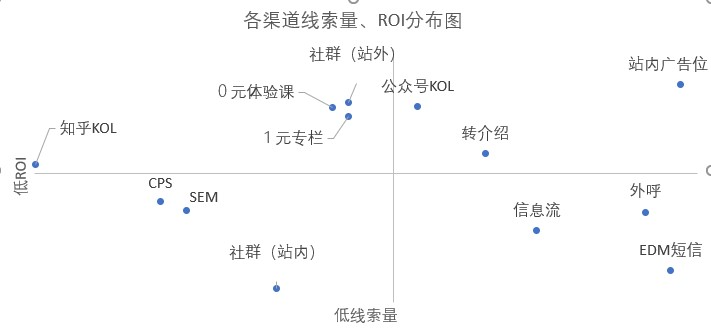 各渠道线索量、ROI分布图
社群（站外）
站内广告位
0元体验课
公众号KOL
知乎KOL
1元专栏
转介绍
低ROI
CPS
SEM
外呼
信息流
社群（站内）
EDM短信
低线索量